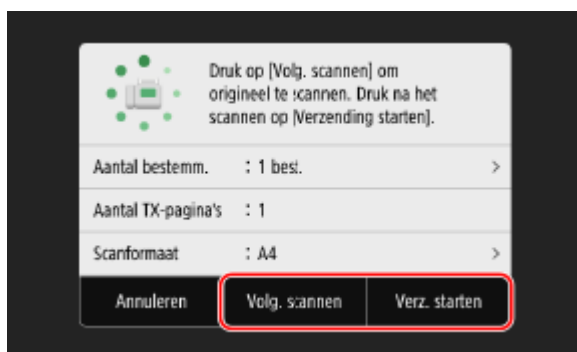 Druk op [Volg. scannen] om
origineel te scannen. Druk na het
scannen op [Verzending starten].
Aantal bestemm. : 1 best. >
Aantal TX-pagina's : 1
Scanformaat : A4 >
Annuleren Volg. scannen Verz. starten